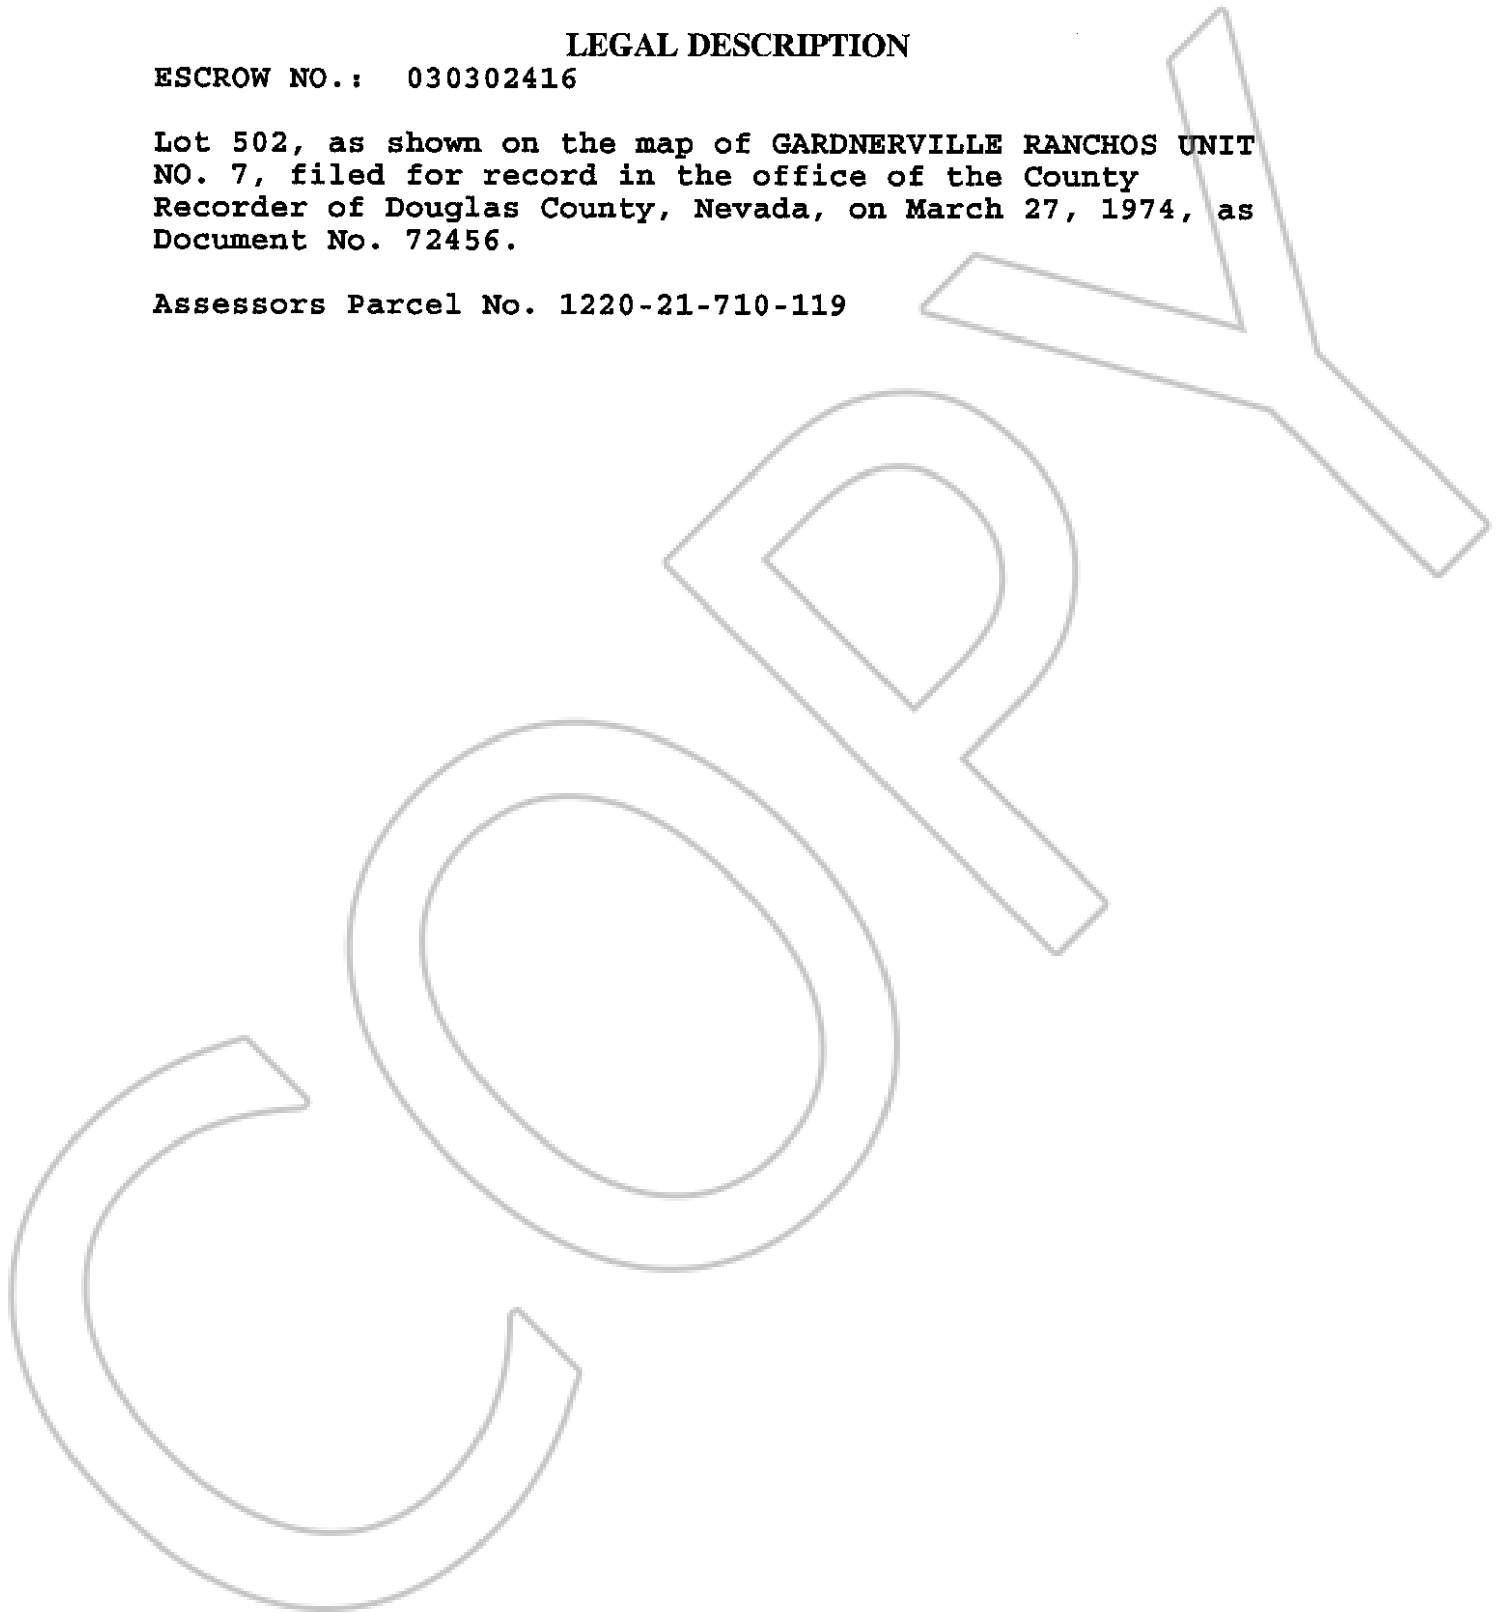 LEGAL DESCRIPTION
ESCROW NO.: 030302416
Lot 502, as shown on the map of GARDNERVILLE RANCHOS UNIT
NO. 7, filed for record in the office of the County
Recorder of Douglas County, Nevada, on March 27, 1974, as
Document No. 72456.
Assessors Parcel No. 1220-21-710-119
COPY